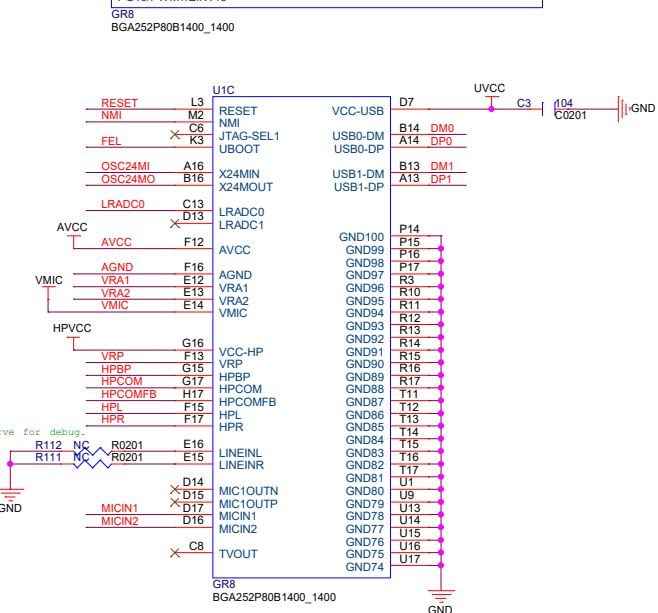 GR8
BGA252P80B1400_1400
U1C
UVCC
RESET L3 RESET VCC-USB D7 C3 104 GND
NMI M2 NMI C0201
C6 JTAG-SEL1 USB0-DM B14 DM0
FEL K3 UBOOT USB0-DP A14 DP0
OSC24MI A16 X24MIN USB1-DM B13 DM1
OSC24MO B16 X24MOUT USB1-DP A13 DP1
LRADC0 C13 LRADC0
D13 LRADC1
AVCC
AVCC F12 AVCC
AGND F16 AGND
VRA1 E12 VRA1
VMIC
VRA2 E13 VRA2
VMIC E14 VMIC
HPVCC
G16 VCC-HP
VRP F13 VRP
HPBP G15 HPBP
HPCOM G17 HPCOM
HPCOMFB H17 HPCOMFB
HPL F15 HPL
HPR F17 HPR
rve for debug.
R112 NC R0201 E16 LINEINL
R111 NC R0201 E15 LINEINR
GND
D14 MIC1OUTN
D15 MIC1OUTP
MICIN1 D17 MICIN1
MICIN2 D16 MICIN2
C8 TVOUT
GND100 P14
GND99 P15
GND98 P16
GND97 P17
GND96 R3
GND95 R10
GND94 R11
GND93 R12
GND92 R13
GND91 R14
GND90 R15
GND89 R16
GND88 R17
GND87 T11
GND86 T12
GND85 T13
GND84 T14
GND83 T15
GND82 T16
GND81 T17
GND80 U1
GND79 U9
GND78 U13
GND77 U14
GND76 U15
GND75 U16
GND74 U17
GR8
BGA252P80B1400_1400
GND